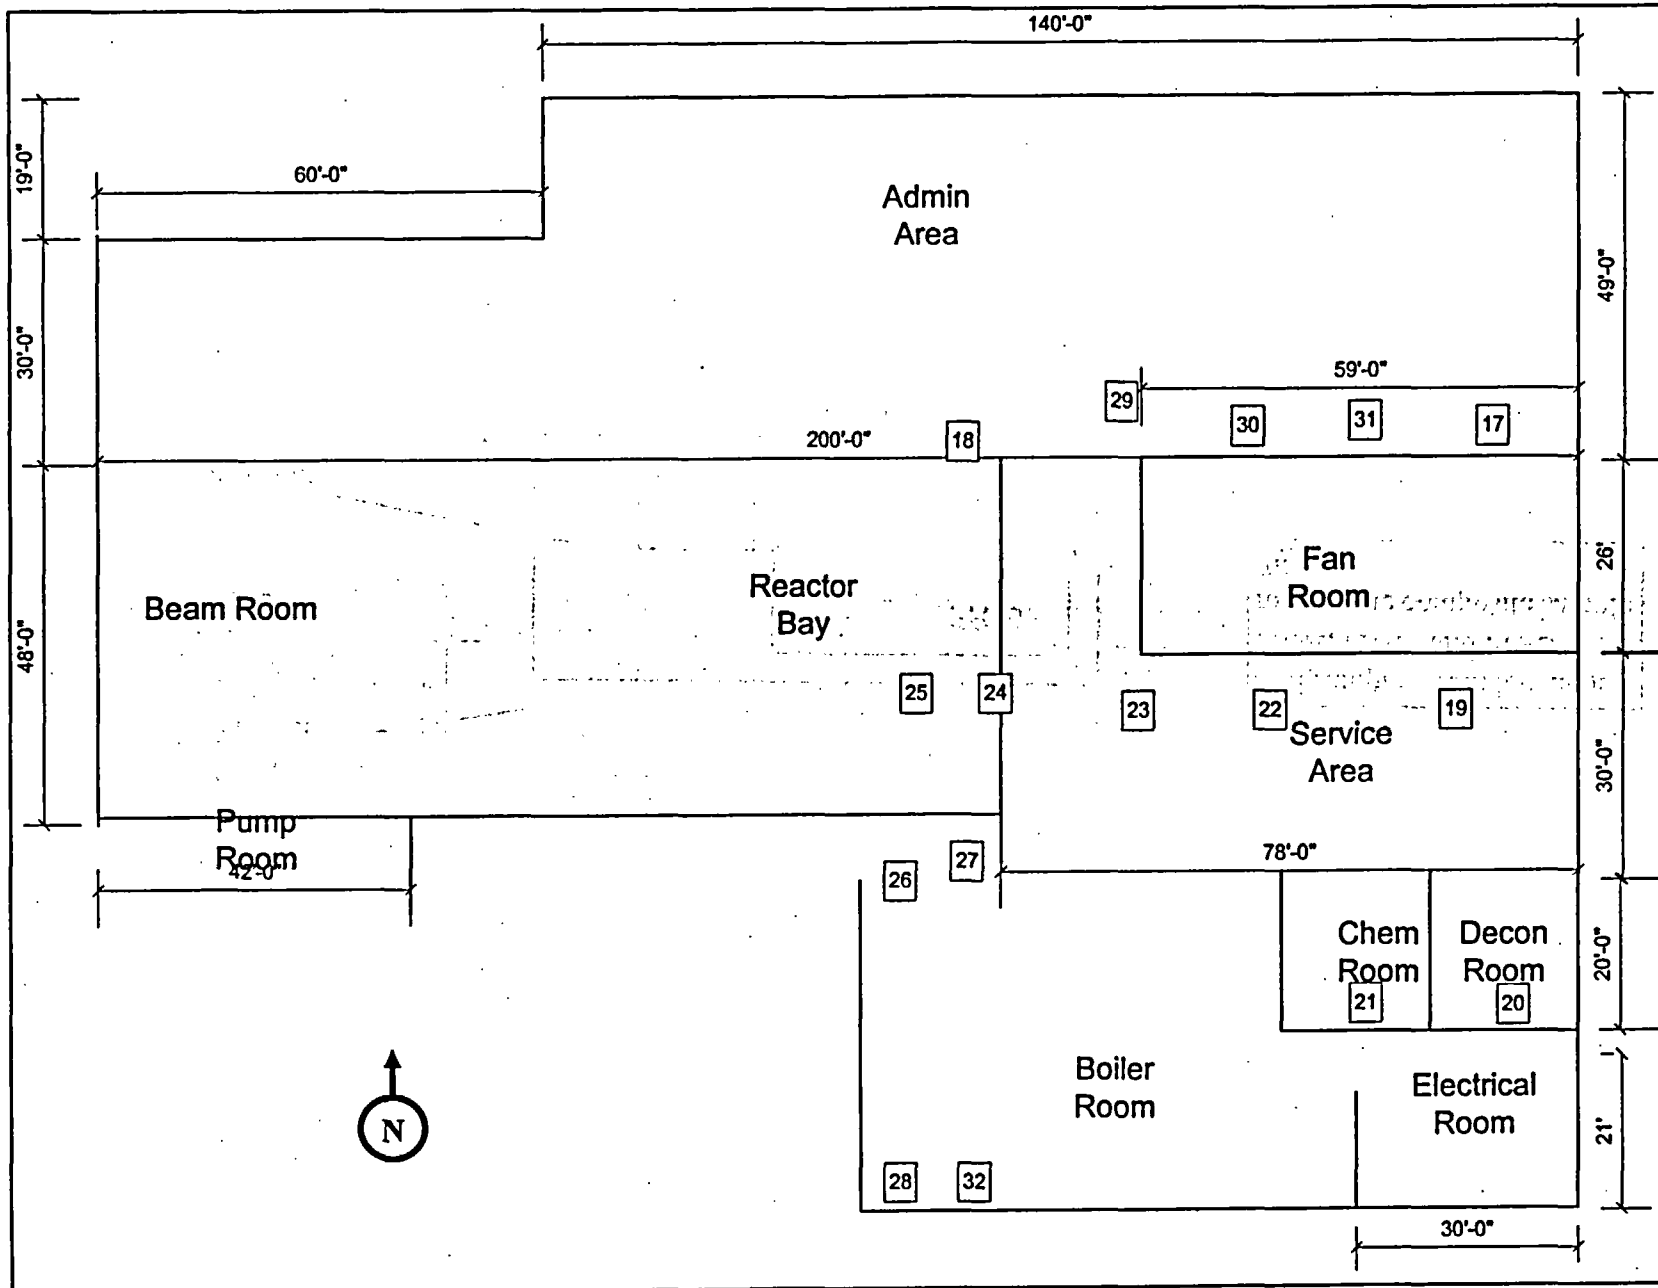 140'-0"
19'-0"
60'-0"
Admin
Area
49'-0"
30'-0"
59'-0"
29
30
31
17
18
200'-0"
Fan
Room
26'
Reactor
Bay
Beam Room
48'-0"
25
24
23
22
19
Service
Area
30'-0"
Pump
Room
42'-0"
27
26
78'-0"
Chem
Room
Decon
Room
20'-0"
21
20
Boiler
Room
Electrical
Room
21'
N
28
32
30'-0"